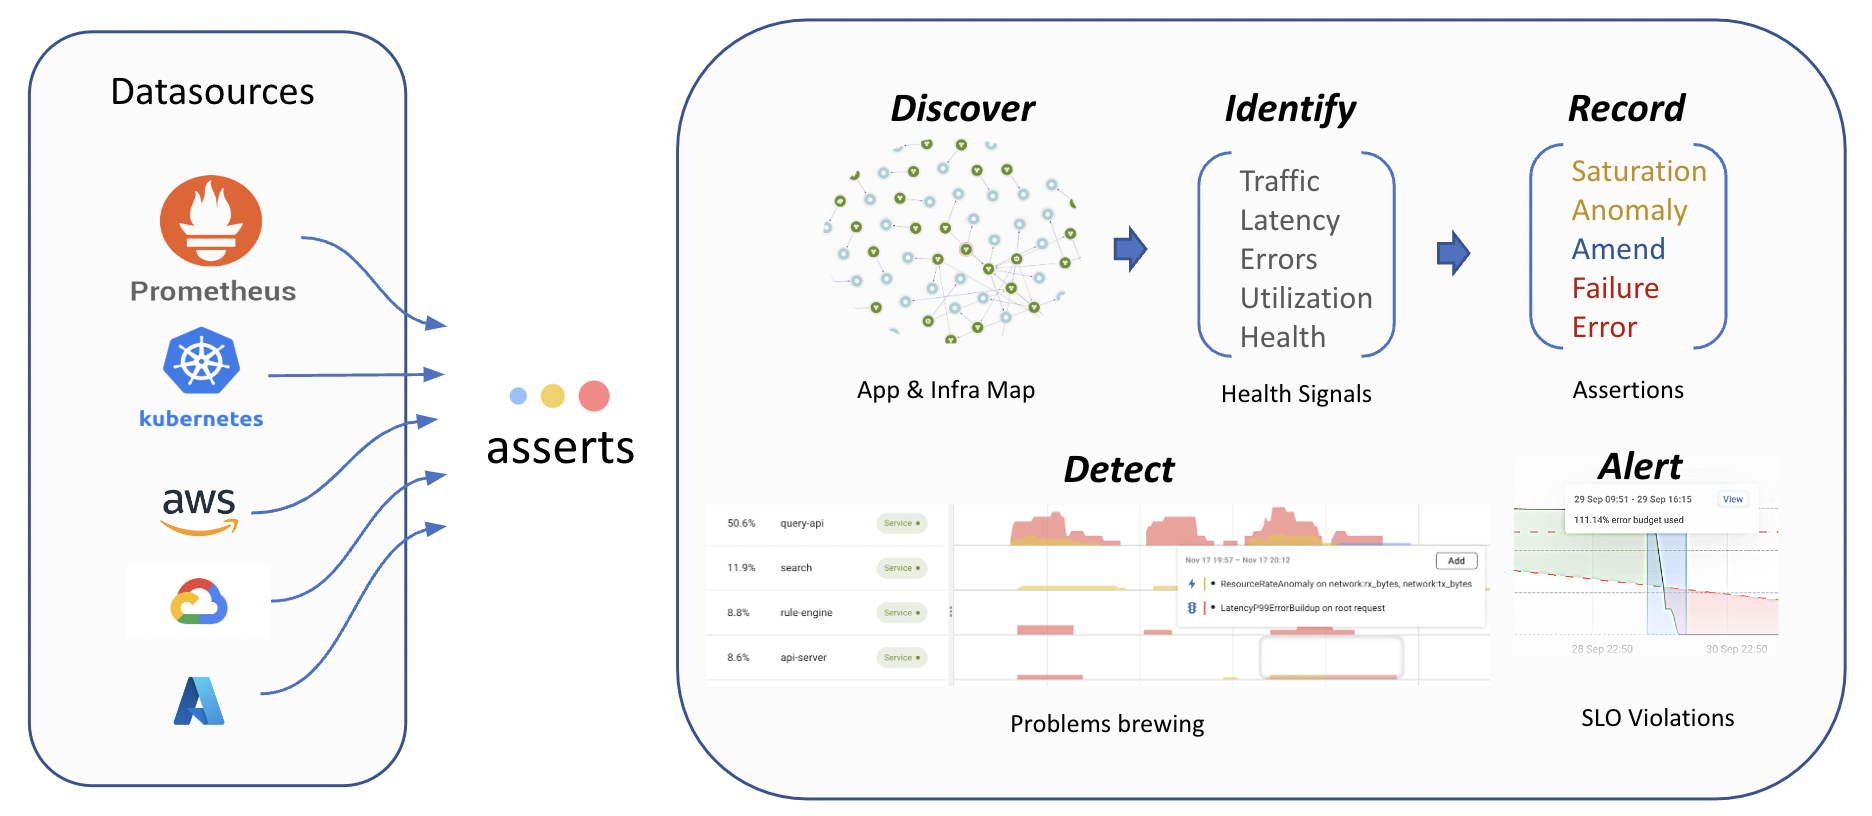 Datasources
Prometheus
kubernetes
aws
asserts
Discover
App & Infra Map
Identify
Traffic
Latency
Errors
Utilization
Health
Health Signals
Record
Saturation
Anomaly
Amend
Failure
Error
Assertions
Detect
50.6% query-api Service
11.9% search Service
8.8% rule-engine Service
8.6% api-server Service
Nov 17 19:57 – Nov 17 20:12 Add
• ResourceRateAnomaly on network:rx_bytes, network:tx_bytes
• LatencyP99ErrorBuildup on root request
Problems brewing
Alert
29 Sep 09:51 - 29 Sep 16:15 View
111.14% error budget used
28 Sep 22:50 30 Sep 22:50
SLO Violations